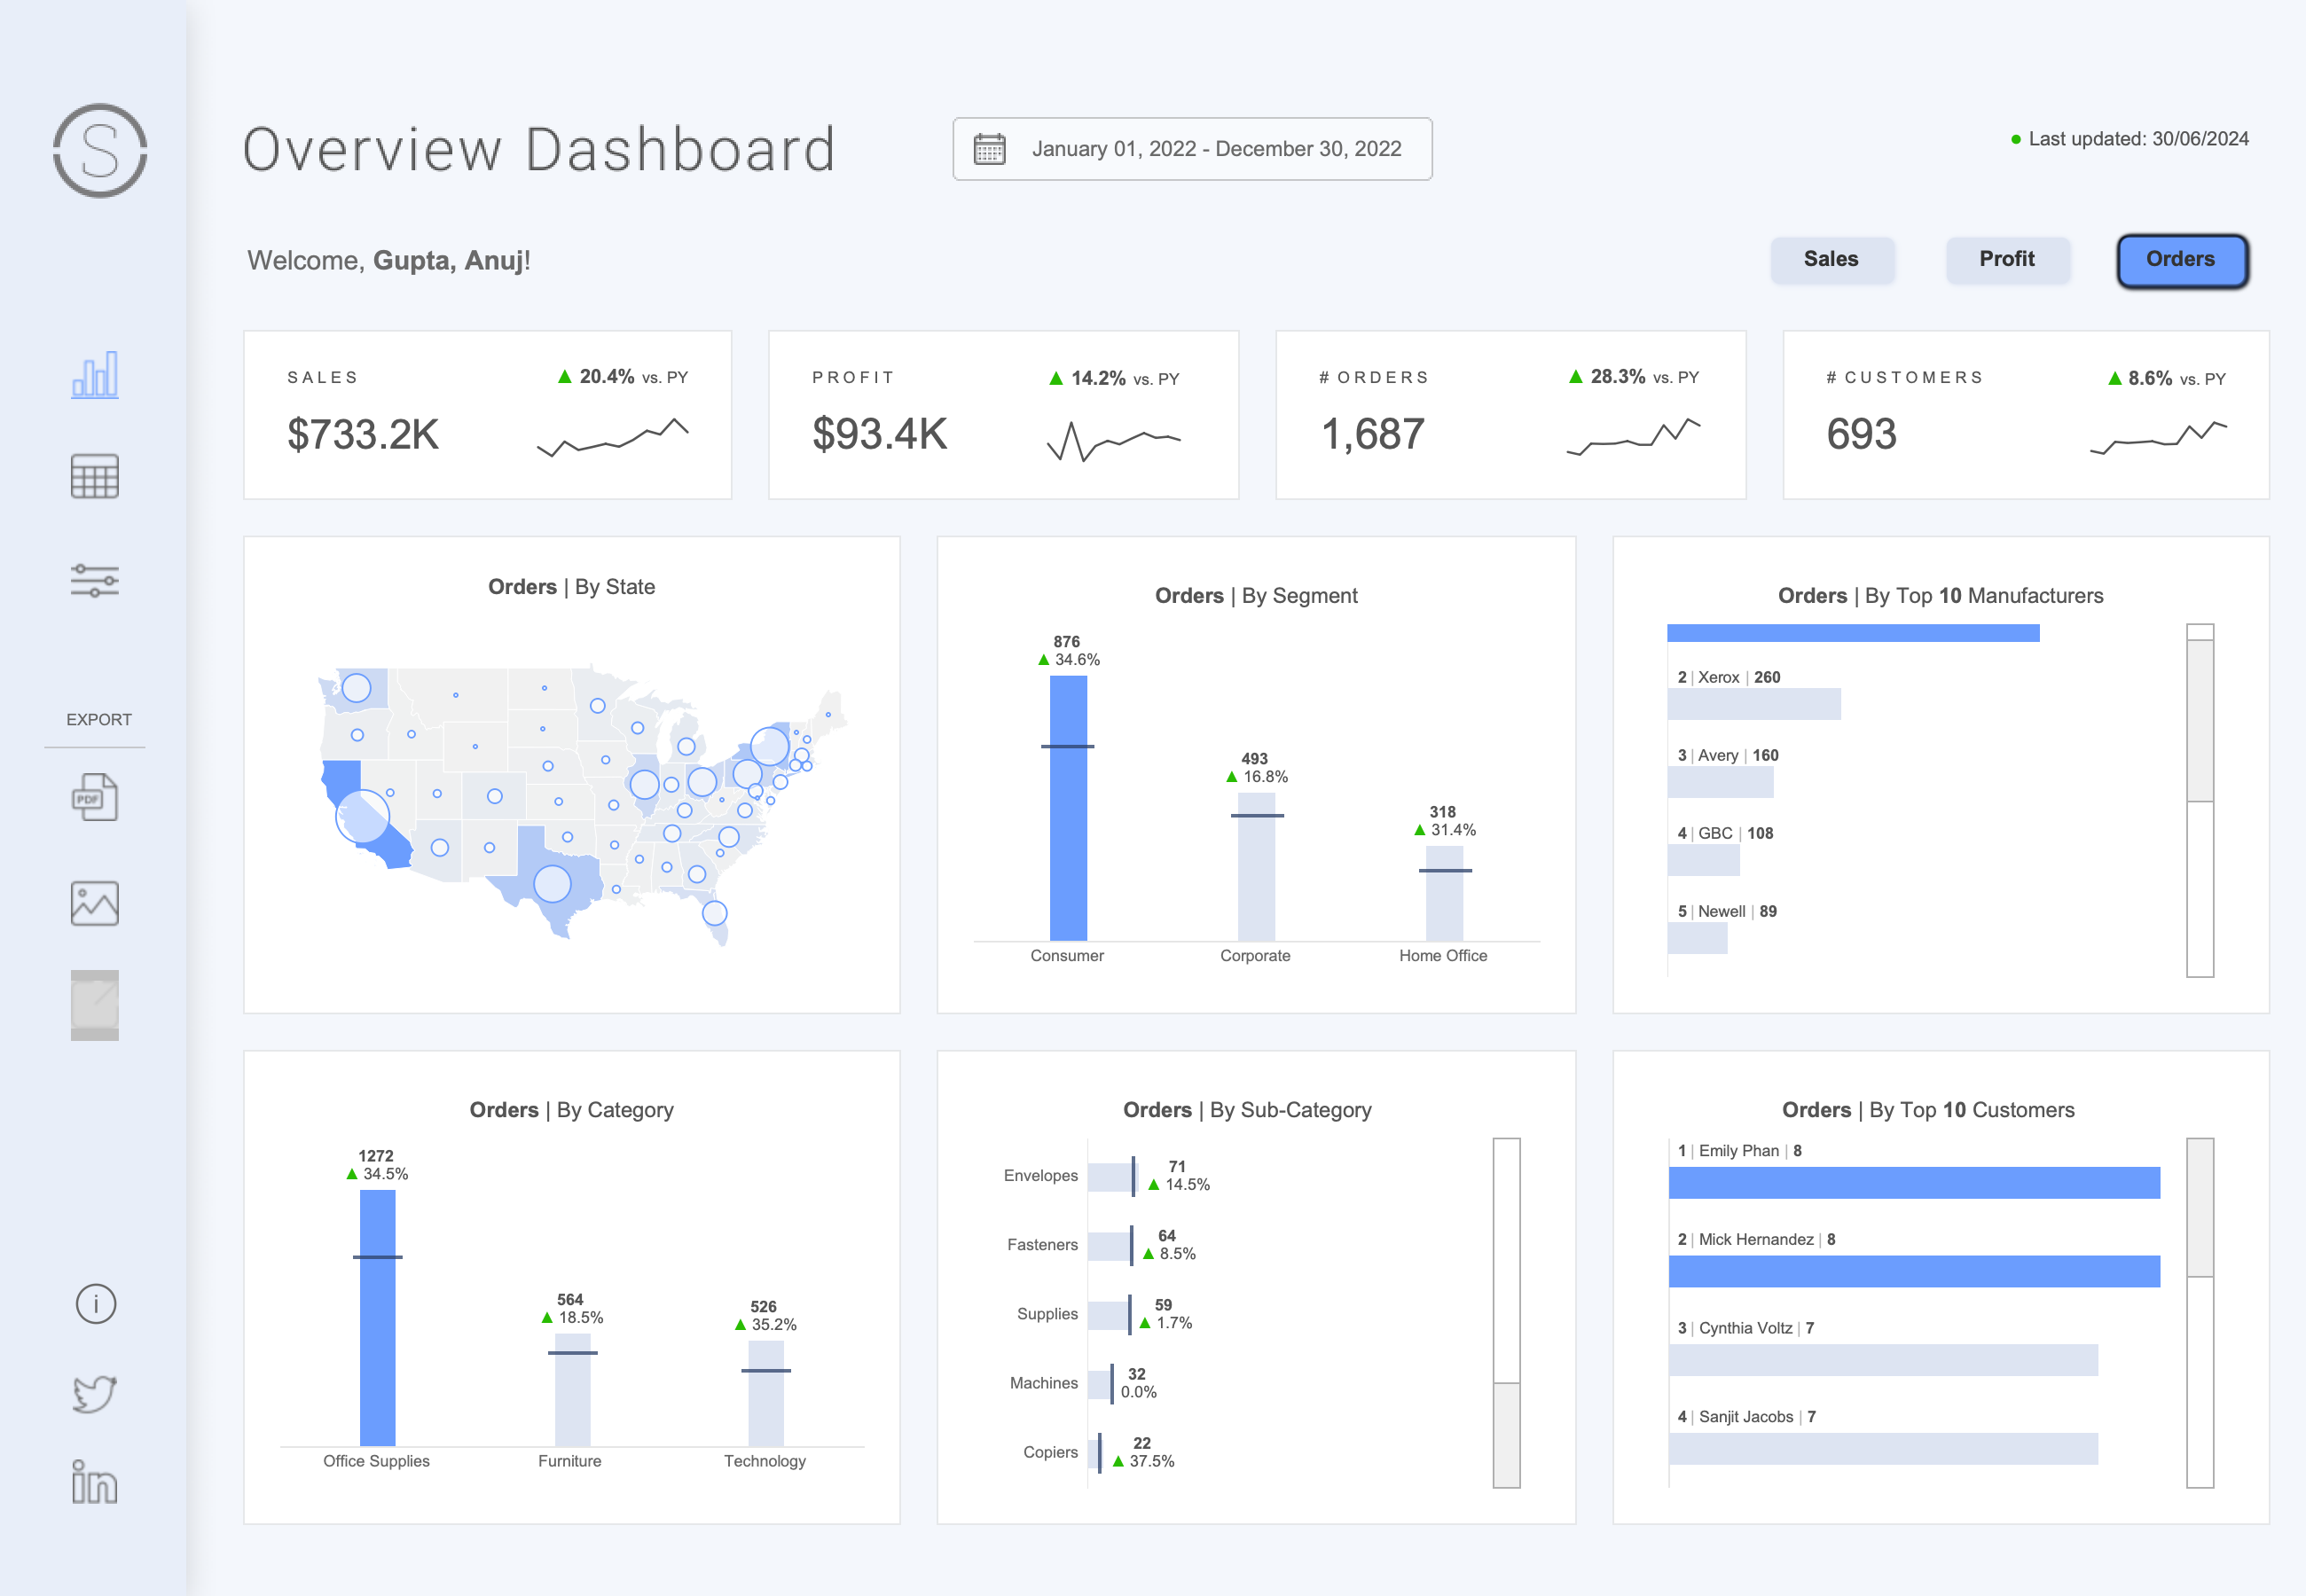 S
Overview Dashboard
January 01, 2022 - December 30, 2022
Last updated: 30/06/2024
Welcome, Gupta, Anuj!
Sales
Profit
Orders
SALES
▲ 20.4% vs. PY
$733.2K
PROFIT
▲ 14.2% vs. PY
$93.4K
# ORDERS
▲ 28.3% vs. PY
1,687
# CUSTOMERS
▲ 8.6% vs. PY
693
EXPORT
PDF
Orders | By State
Orders | By Segment
876
▲ 34.6%
493
▲ 16.8%
318
▲ 31.4%
Consumer
Corporate
Home Office
Orders | By Top 10 Manufacturers
2 | Xerox | 260
3 | Avery | 160
4 | GBC | 108
5 | Newell | 89
Orders | By Category
1272
▲ 34.5%
564
▲ 18.5%
526
▲ 35.2%
Office Supplies
Furniture
Technology
Orders | By Sub-Category
Envelopes
71
▲ 14.5%
Fasteners
64
▲ 8.5%
Supplies
59
▲ 1.7%
Machines
32
0.0%
Copiers
22
▲ 37.5%
Orders | By Top 10 Customers
1 | Emily Phan | 8
2 | Mick Hernandez | 8
3 | Cynthia Voltz | 7
4 | Sanjit Jacobs | 7
i
in